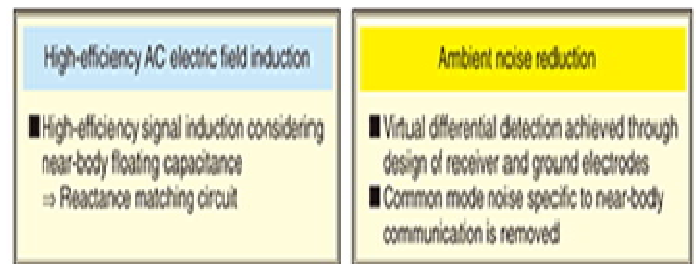 High-efficiency AC electric field induction
■High-efficiency signal induction considering
near-body floating capacitance
⇒ Reactance matching circuit
Ambient noise reduction
■Virtual differential detection achieved through
design of receiver and ground electrodes
■Common mode noise specific to near-body
communication is removed